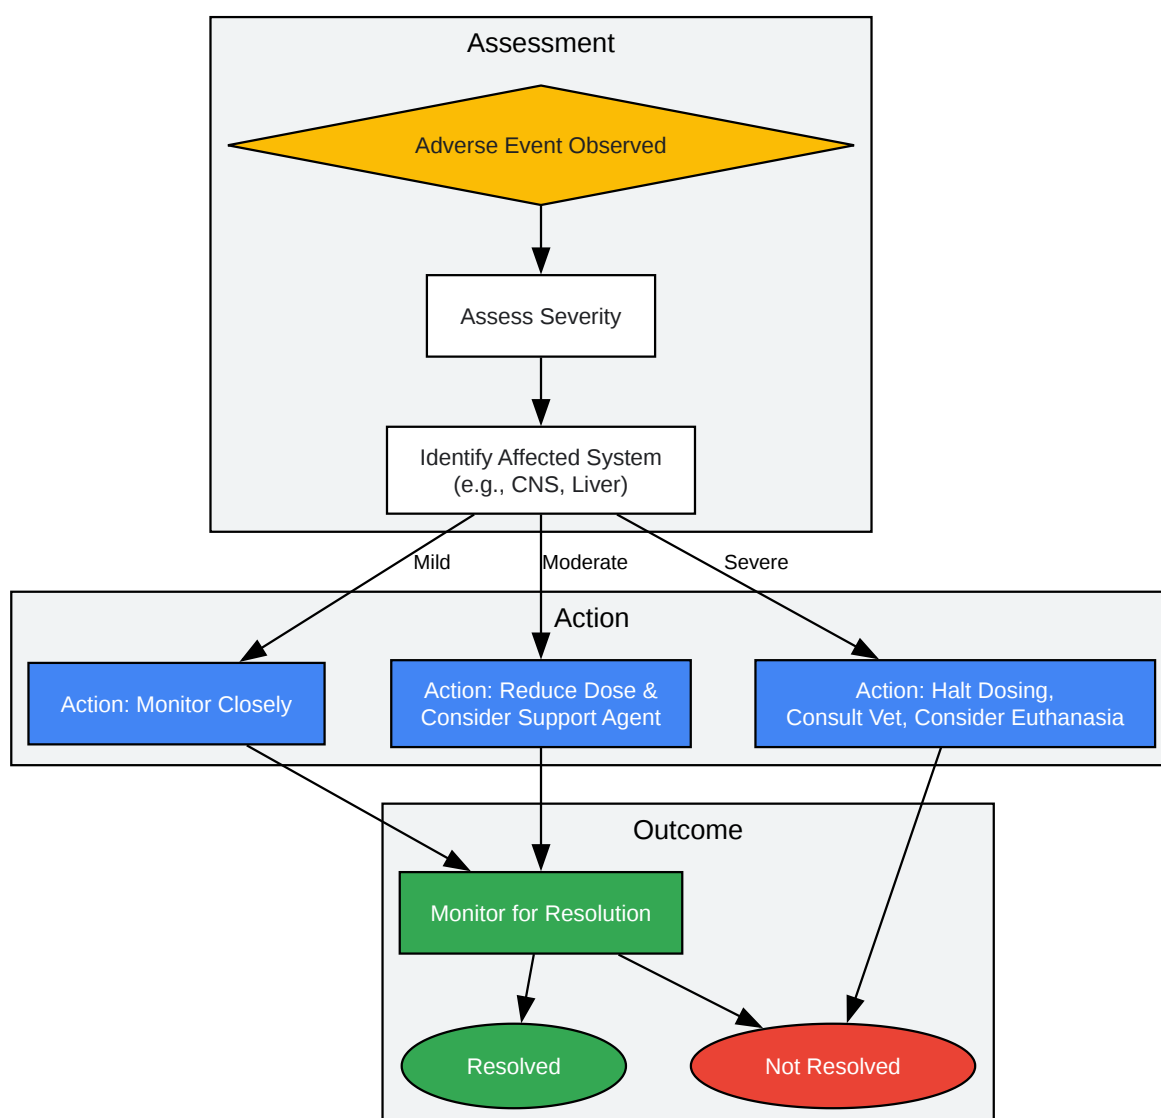 Assessment
Adverse Event Observed
Assess Severity
Identify Affected System
(e.g., CNS, Liver)
Mild
Moderate
Severe
Action
Action: Monitor Closely
Action: Reduce Dose &
Consider Support Agent
Action: Halt Dosing,
Consult Vet, Consider Euthanasia
Outcome
Monitor for Resolution
Resolved
Not Resolved